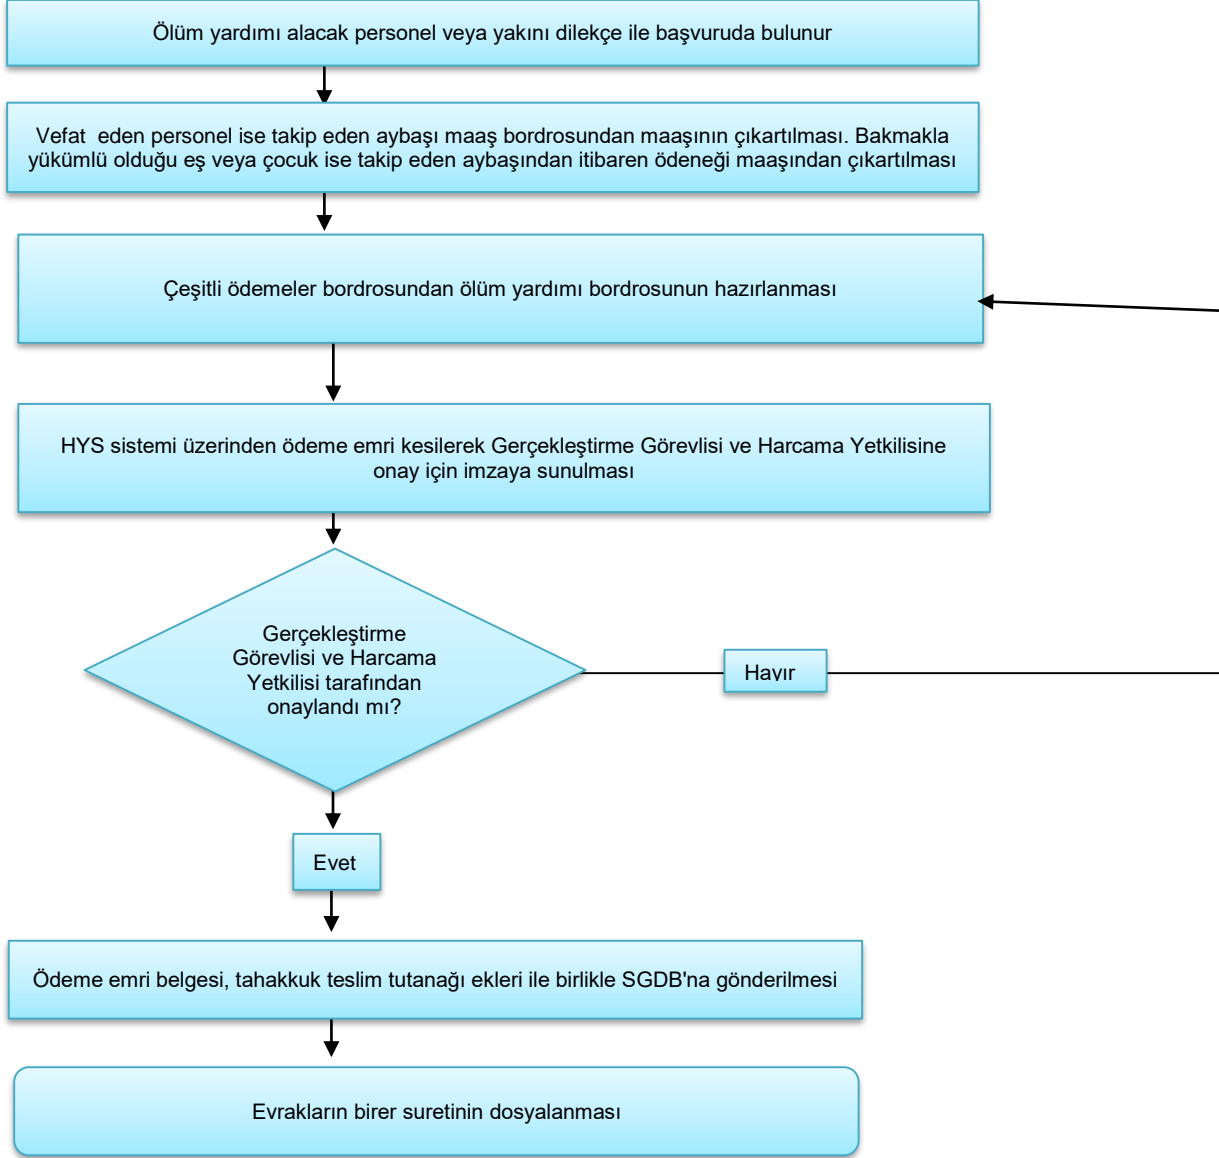 Ölüm yardımı alacak personel veya yakını dilekçe ile başvuruda bulunur
Vefat  eden personel ise takip eden aybaşı maaş bordrosundan maaşının çıkartılması. Bakmakla
yükümlü olduğu eş veya çocuk ise takip eden aybaşından itibaren ödeneği maaşından çıkartılması
Çeşitli ödemeler bordrosundan ölüm yardımı bordrosunun hazırlanması
HYS sistemi üzerinden ödeme emri kesilerek Gerçekleştirme Görevlisi ve Harcama Yetkilisine
onay için imzaya sunulması
Gerçekleştirme
Görevlisi ve Harcama
Yetkilisi tarafından
onaylandı mı?
Hayır
Evet
Ödeme emri belgesi, tahakkuk teslim tutanağı ekleri ile birlikte SGDB'na gönderilmesi
Evrakların birer suretinin dosyalanması